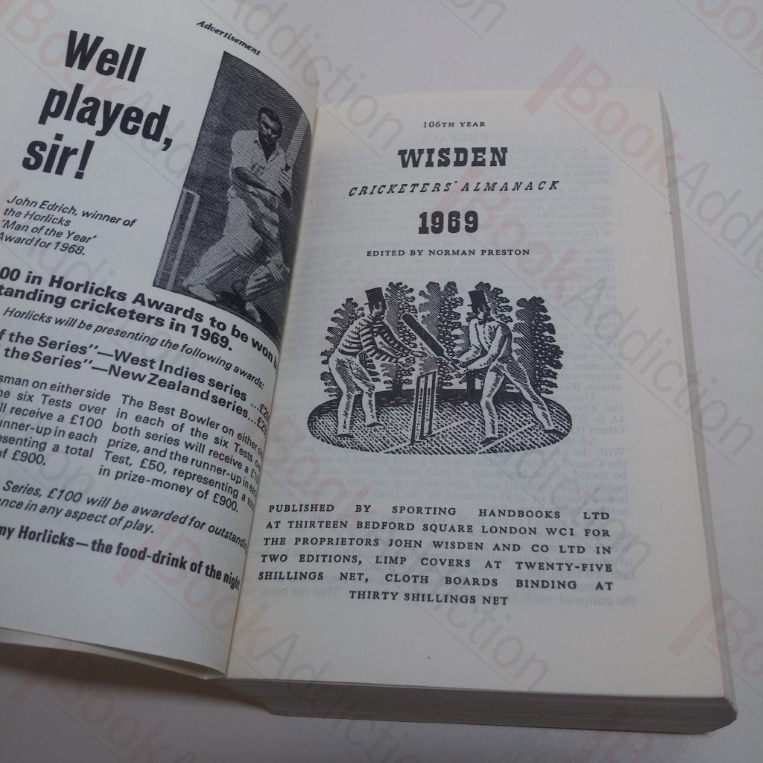 Advertisement
Well
played,
sir!
John Edrich, winner of
the Horlicks
'Man of the Year'
Award for 1968.
00 in Horlicks Awards to be won
standing cricketers in 1969.
Horlicks will be presenting the following awards:
of the Series"—West Indies series
the Series"—New Zealand series
sman on either side
he six Tests over
ll receive a £100
unner-up in each
esenting a total
of £900.
The Best Bowler on either
in each of the six Tests
both series will receive a
prize, and the runner-up in
Test, £50, representing a
in prize-money of £900.
Series, £100 will be awarded for outstanding
nce in any aspect of play.
my Horlicks—the food-drink of the night
106TH YEAR
WISDEN
CRICKETERS' ALMANACK
1969
EDITED BY NORMAN PRESTON
PUBLISHED BY SPORTING HANDBOOKS LTD
AT THIRTEEN BEDFORD SQUARE LONDON WC1 FOR
THE PROPRIETORS JOHN WISDEN AND CO LTD IN
TWO EDITIONS, LIMP COVERS AT TWENTY-FIVE
SHILLINGS NET, CLOTH BOARDS BINDING AT
THIRTY SHILLINGS NET
BookAddiction